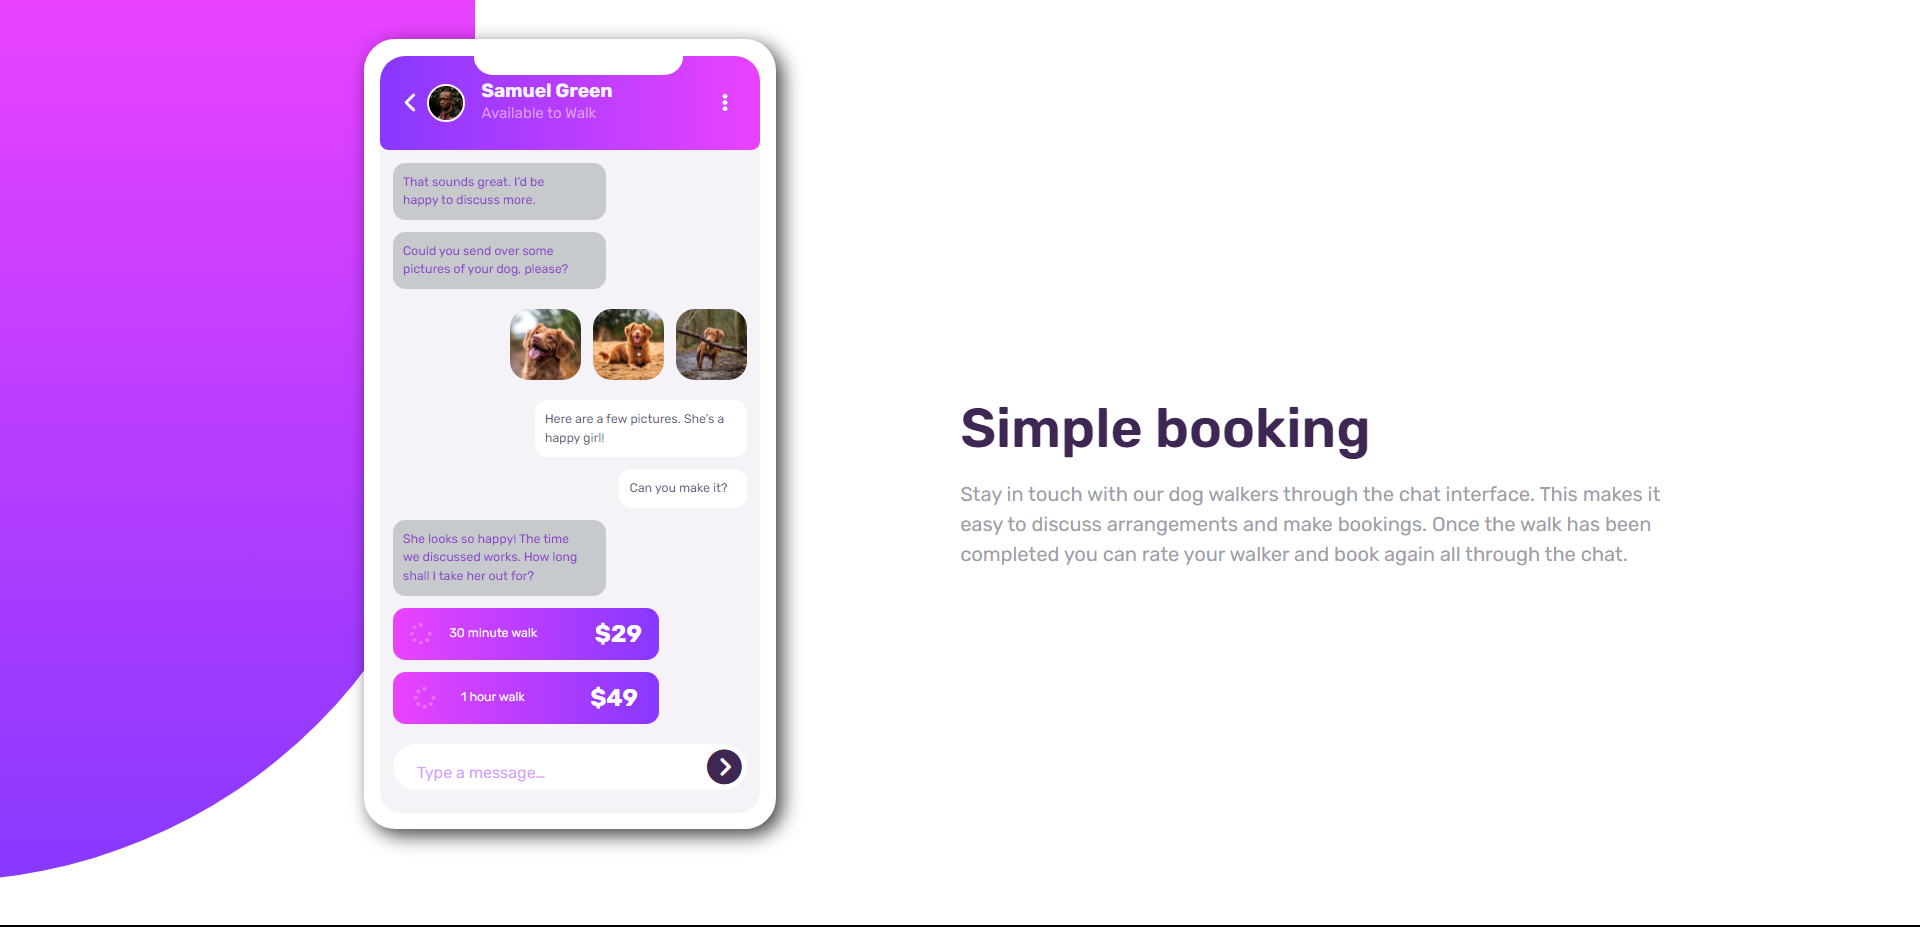 Samuel Green
Available to Walk
That sounds great. I'd be
happy to discuss more.
Could you send over some
pictures of your dog, please?
Here are a few pictures. She's a
happy girl!
Can you make it?
She looks so happy! The time
we discussed works. How long
shall I take her out for?
30 minute walk $29
1 hour walk $49
Type a message…
Simple booking
Stay in touch with our dog walkers through the chat interface. This makes it
easy to discuss arrangements and make bookings. Once the walk has been
completed you can rate your walker and book again all through the chat.